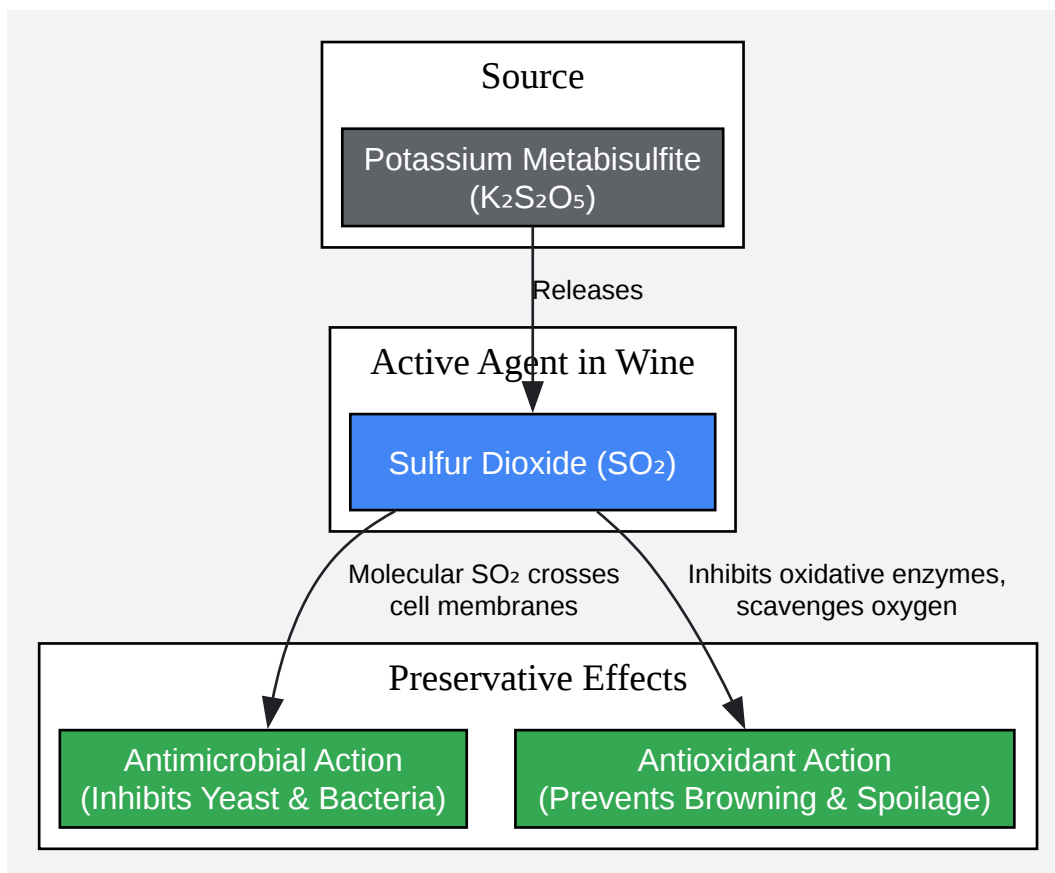 Source
Potassium Metabisulfite
(K₂S₂O₅)
Releases
Active Agent in Wine
Sulfur Dioxide (SO₂)
Molecular SO₂ crosses
cell membranes
Inhibits oxidative enzymes,
scavenges oxygen
Preservative Effects
Antimicrobial Action
(Inhibits Yeast & Bacteria)
Antioxidant Action
(Prevents Browning & Spoilage)